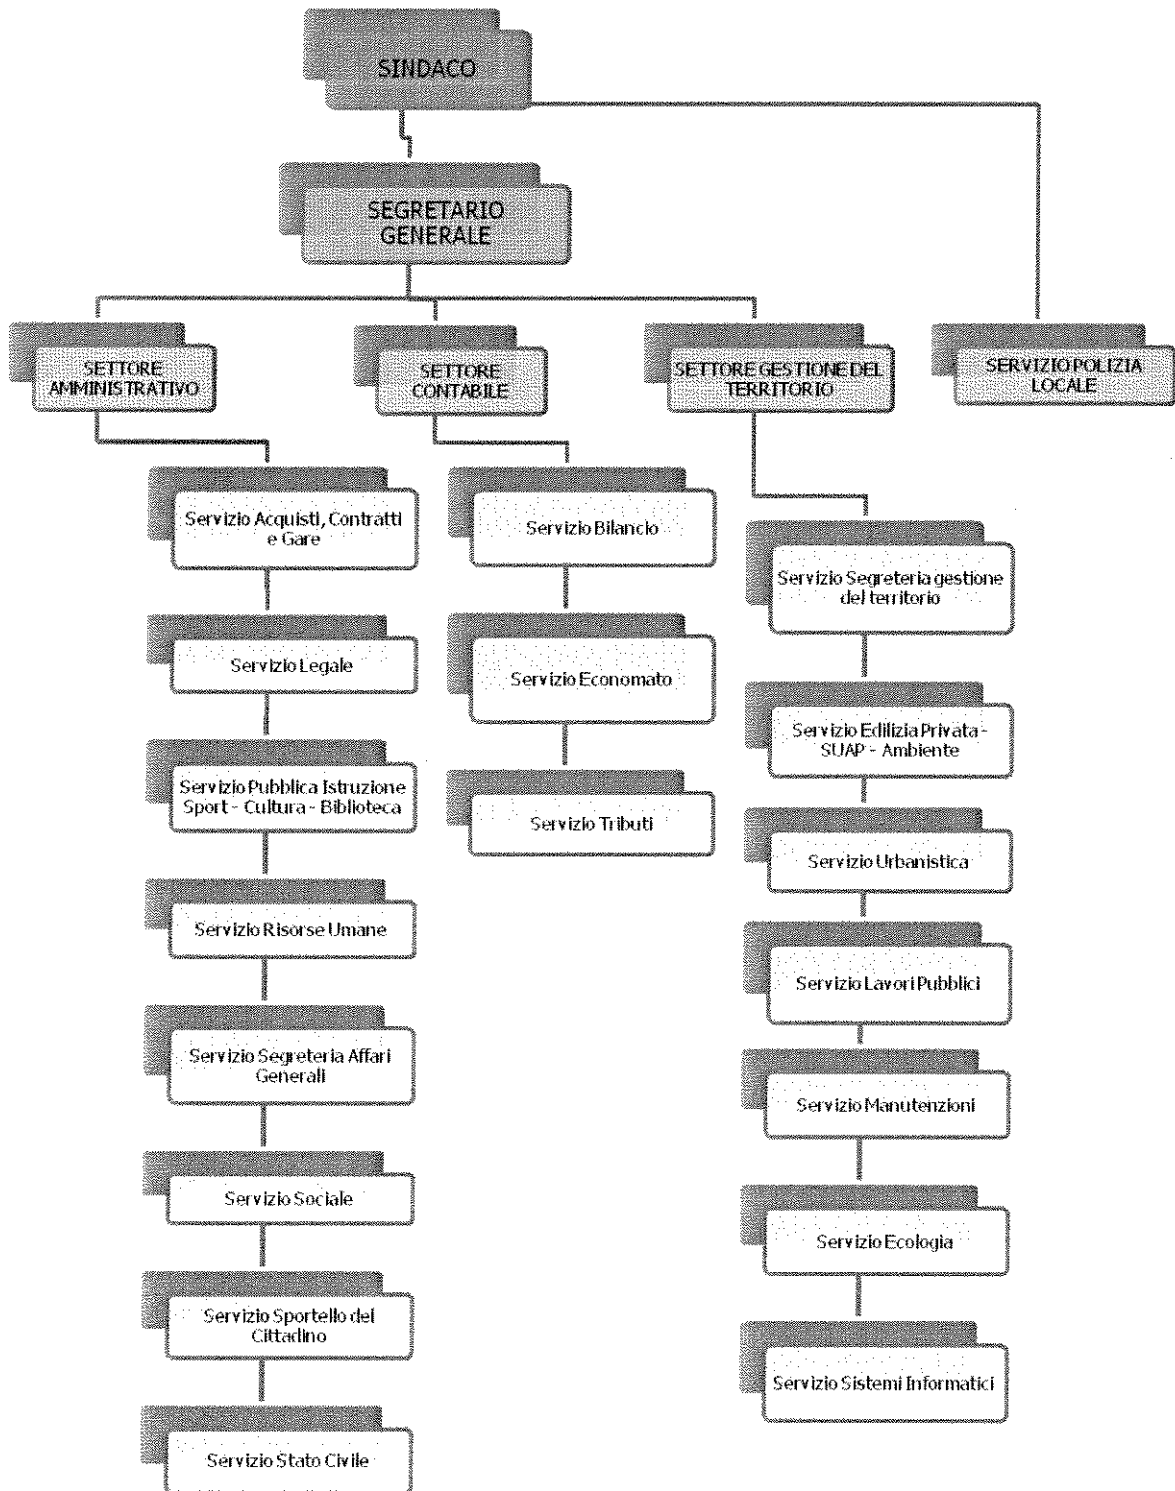 SINDACO
SEGRETARIO
GENERALE
SETTORE
AMMINISTRATIVO
SETTORE
CONTABILE
SETTORE GESTIONE DEL
TERRITORIO
SERVIZIO POLIZIA
LOCALE
Servizio Acquisti, Contratti
e Gare
Servizio Legale
Servizio Pubblica Istruzione
Sport - Cultura - Biblioteca
Servizio Risorse Umane
Servizio Segreteria Affari
Generali
Servizio Sociale
Servizio Sportello del
Cittadino
Servizio Stato Civile
Servizio Bilancio
Servizio Economato
Servizio Tributi
Servizio Segreteria gestione
del territorio
Servizio Edilizia Privata -
SUAP - Ambiente
Servizio Urbanistica
Servizio Lavori Pubblici
Servizio Manutenzioni
Servizio Ecologia
Servizio Sistemi Informatici